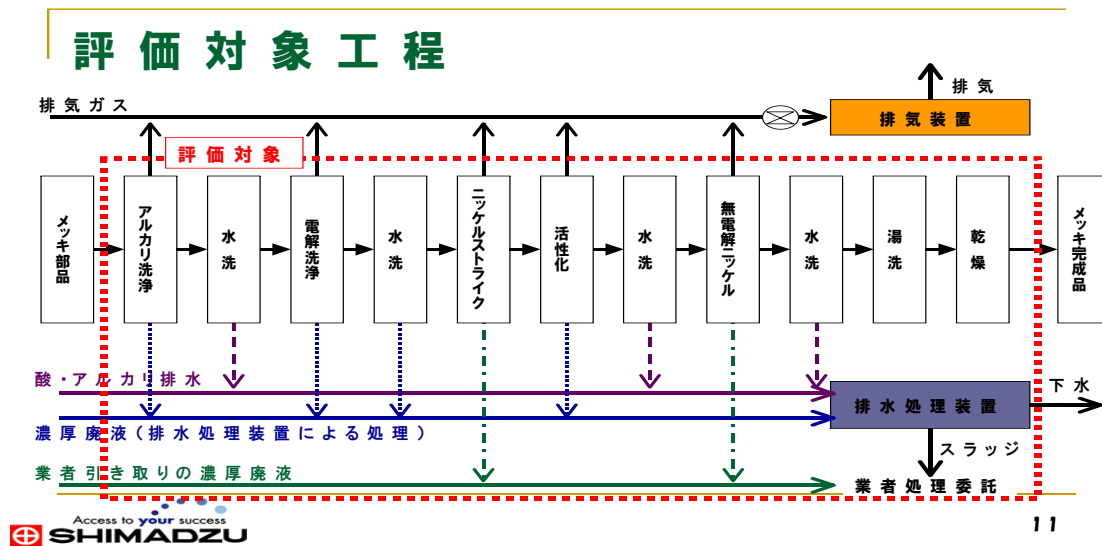 評価対象工程
排気ガス
排気
排気装置
評価対象
メッキ部品
アルカリ洗浄
水洗
電解洗浄
水洗
ニッケルストライク
活性化
水洗
無電解ニッケル
水洗
湯洗
乾燥
メッキ完成品
酸・アルカリ排水
下水
排水処理装置
濃厚廃液(排水処理装置による処理)
スラッジ
業者引き取りの濃厚廃液
業者処理委託
Access to your success
SHIMADZU
11